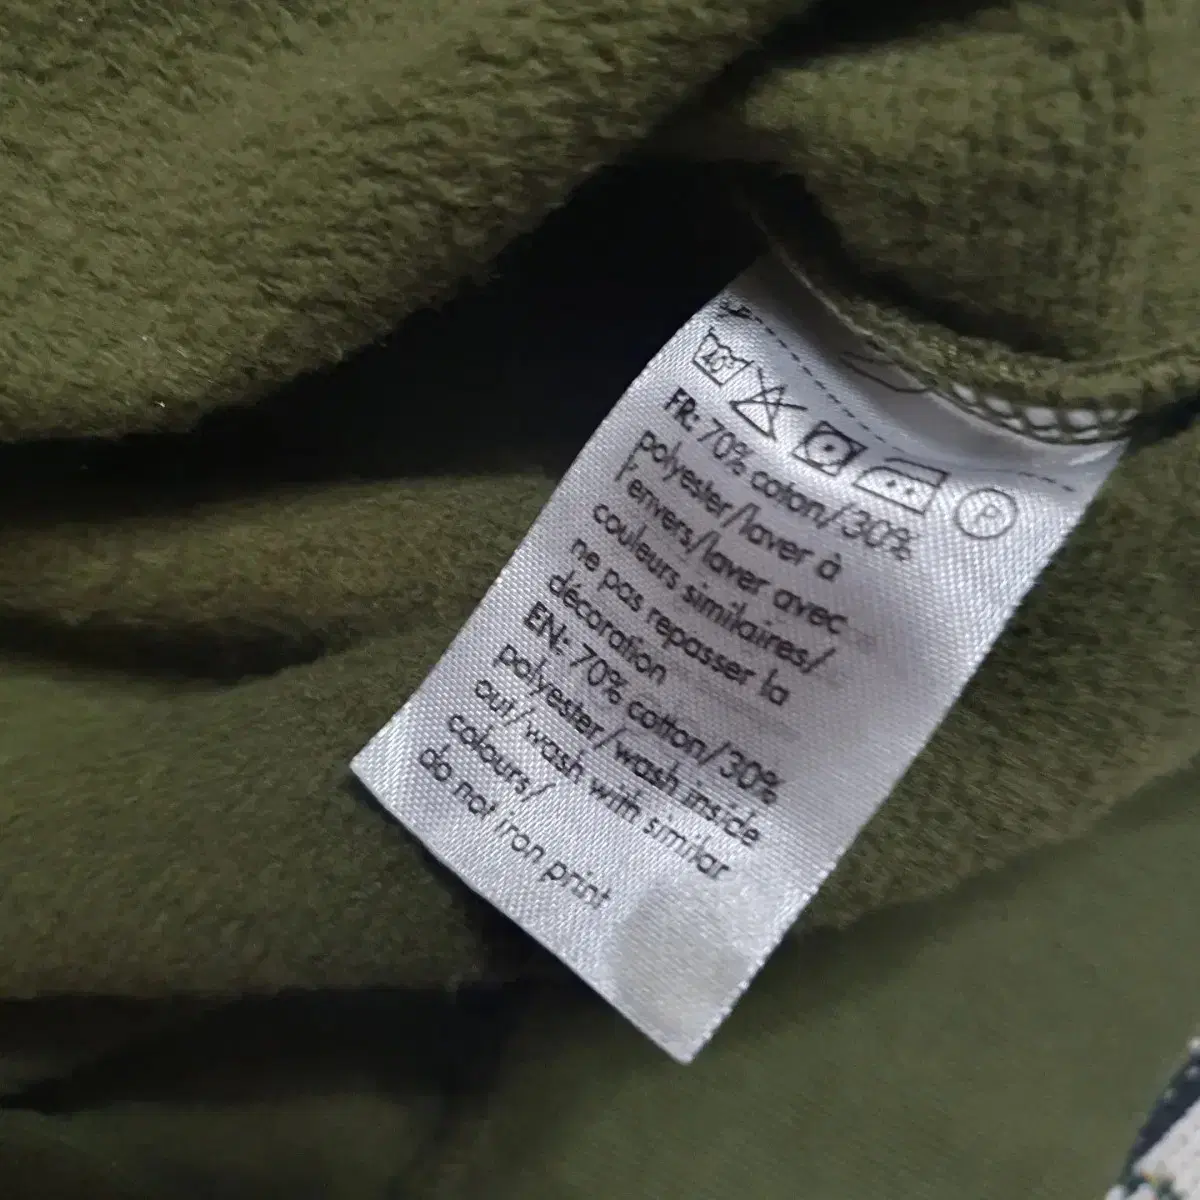 40°
P
FR: 70% coton/30%
polyester/laver à
l'envers/laver avec
couleurs similaires/
ne pas repasser la
décoration
EN: 70% cotton/30%
polyester/wash inside
out/wash with similar
colours/
do not iron print